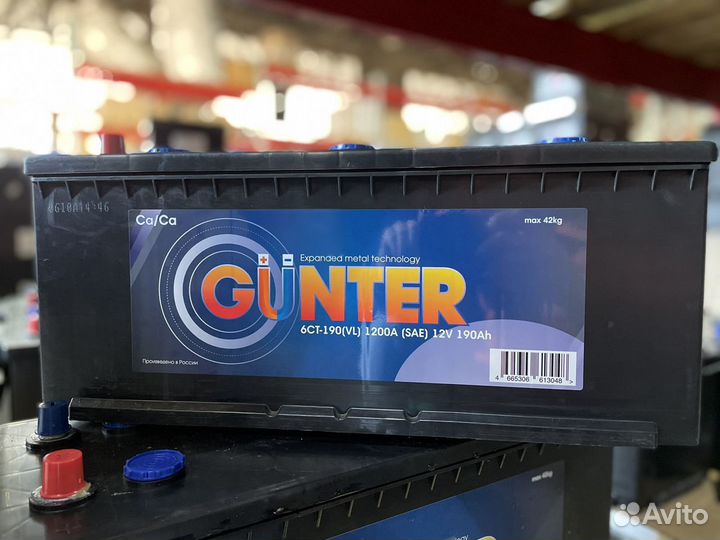 Ca/Ca
max 42kg
Expanded metal technology
GÜNTER
6CT-190(VL) 1200A (SAE) 12V 190Ah
Произведено в России
4 665306 613048 >
Avito